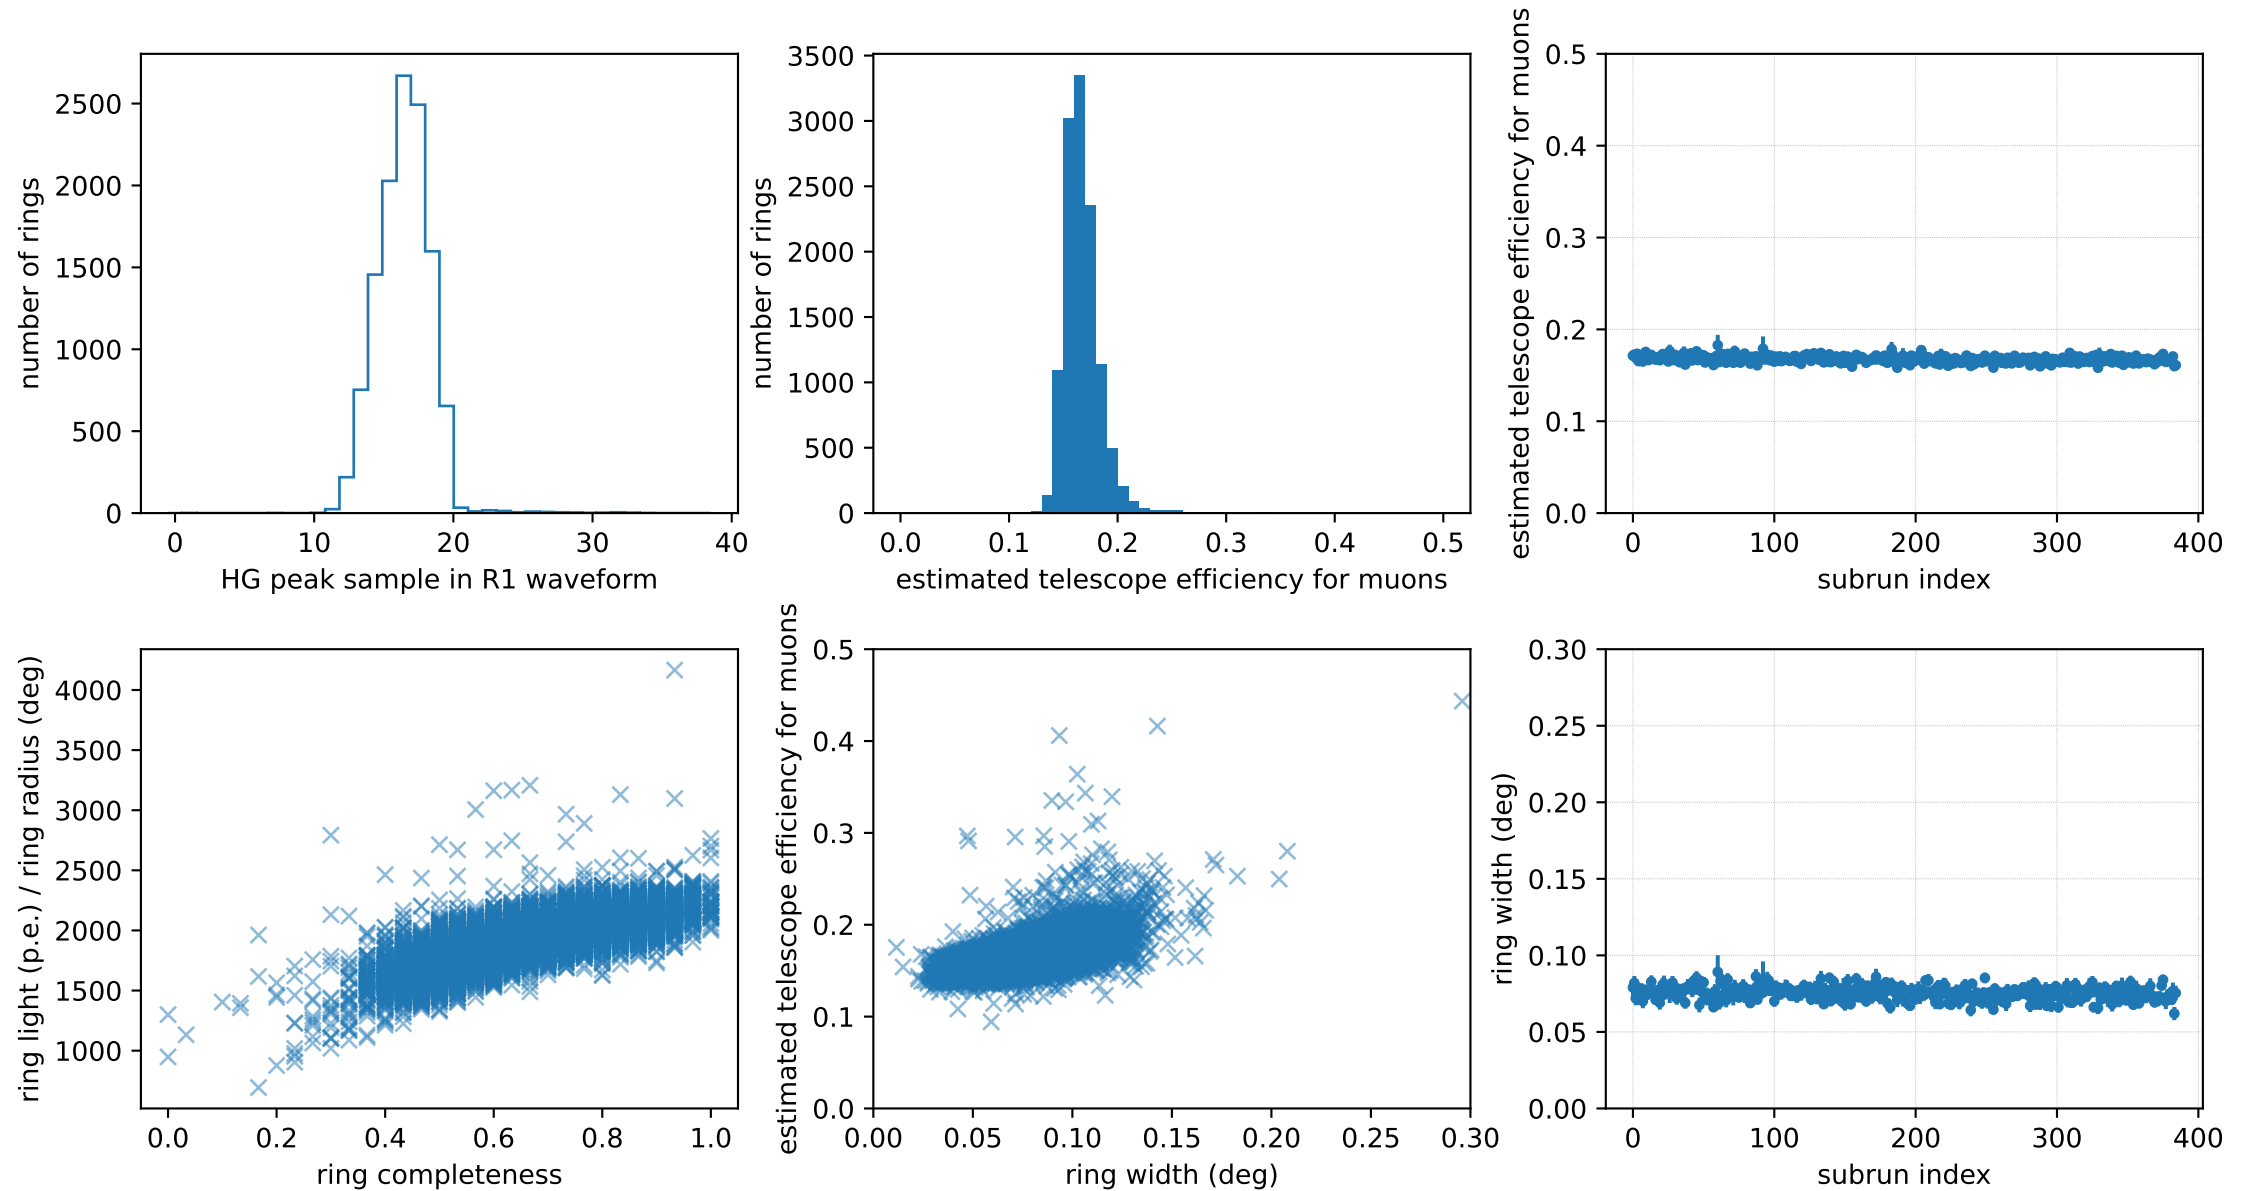 number of rings
2500
2000
1500
1000
500
0
0 10 20 30 40
HG peak sample in R1 waveform
number of rings
3500
3000
2500
2000
1500
1000
500
0
0.0 0.1 0.2 0.3 0.4 0.5
estimated telescope efficiency for muons
estimated telescope efficiency for muons
0.5
0.4
0.3
0.2
0.1
0.0
0 100 200 300 400
subrun index
ring light (p.e.) / ring radius (deg)
4000
3500
3000
2500
2000
1500
1000
0.0 0.2 0.4 0.6 0.8 1.0
ring completeness
estimated telescope efficiency for muons
0.5
0.4
0.3
0.2
0.1
0.0
0.00 0.05 0.10 0.15 0.20 0.25 0.30
ring width (deg)
ring width (deg)
0.30
0.25
0.20
0.15
0.10
0.05
0.00
0 100 200 300 400
subrun index